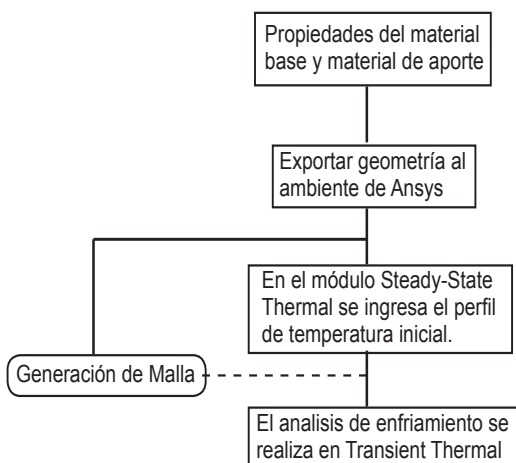 Propiedades del material
base y material de aporte
Exportar geometría al
ambiente de Ansys
En el módulo Steady-State
Thermal se ingresa el perfil
de temperatura inicial.
Generación de Malla
El analisis de enfriamiento se
realiza en Transient Thermal